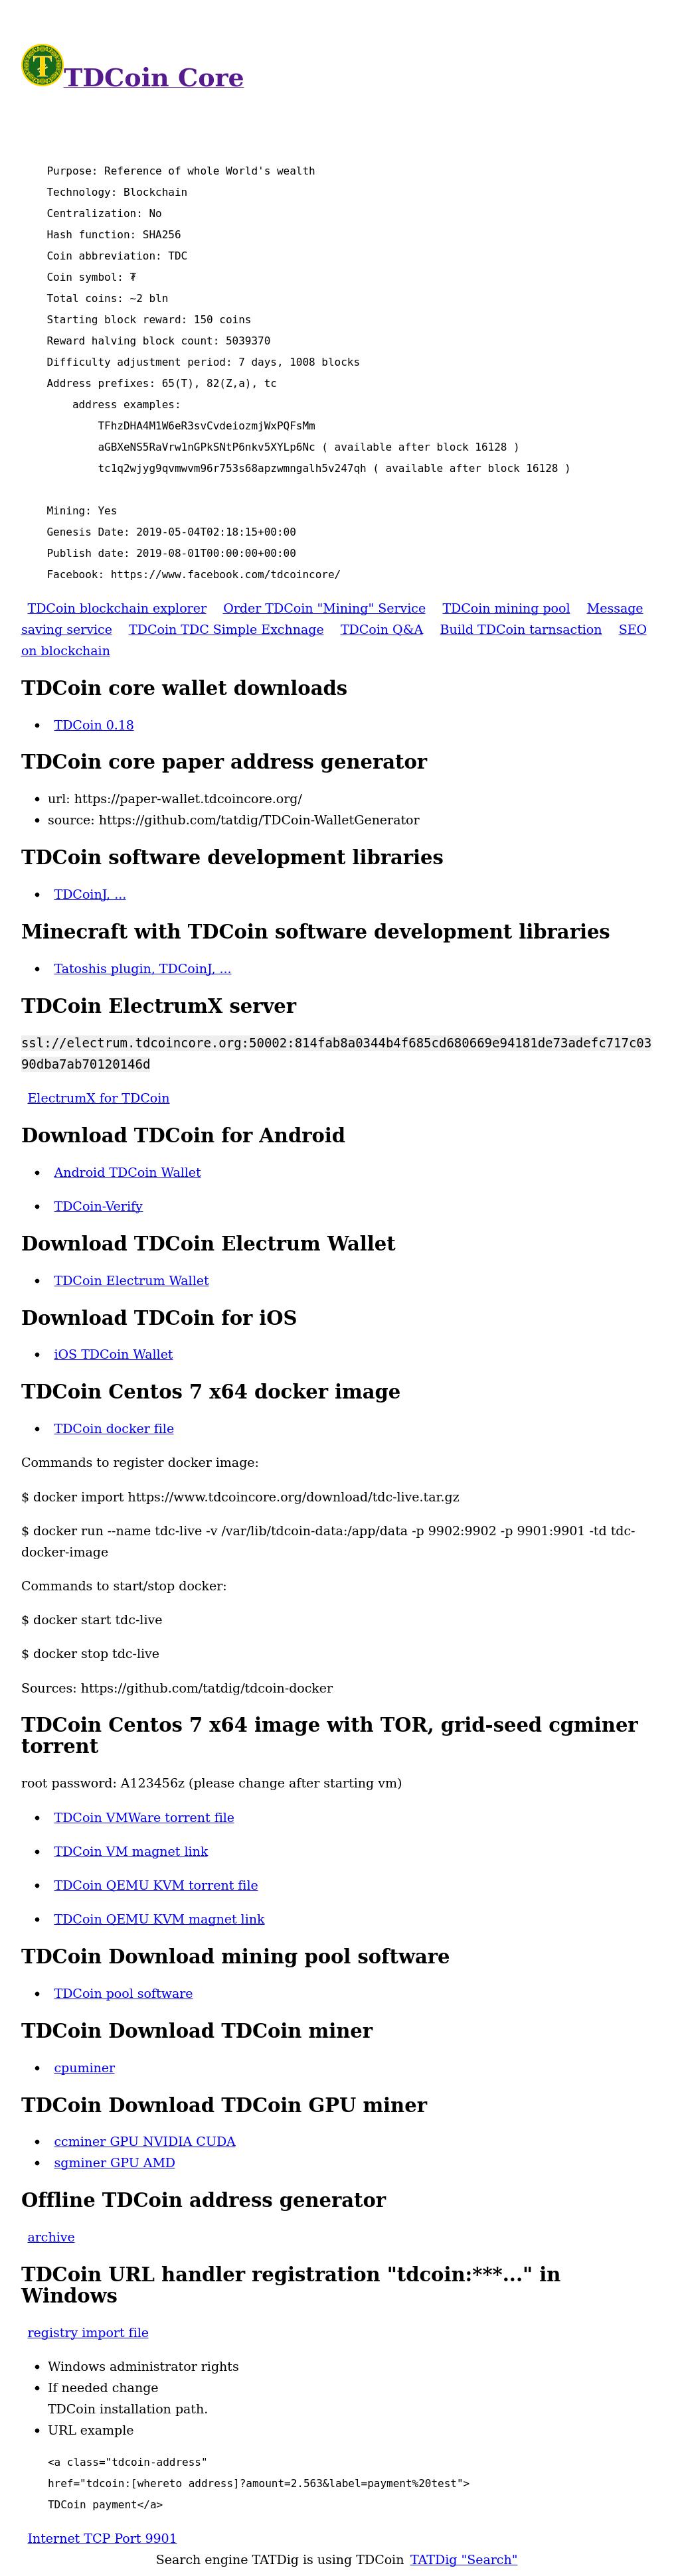 TDCoin Core
Purpose: Reference of whole World's wealth
Technology: Blockchain
Centralization: No
Hash function: SHA256
Coin abbreviation: TDC
Coin symbol: ₮
Total coins: ~2 bln
Starting block reward: 150 coins
Reward halving block count: 5039370
Difficulty adjustment period: 7 days, 1008 blocks
Address prefixes: 65(T), 82(Z,a), tc
address examples:
TFhzDHA4M1W6eR3svCvdeiozmjWxPQFsMm
aGBXeNS5RaVrw1nGPkSNtP6nkv5XYLp6Nc ( available after block 16128 )
tc1q2wjyg9qvmwvm96r753s68apzwmngalh5v247qh ( available after block 16128 )
Mining: Yes
Genesis Date: 2019-05-04T02:18:15+00:00
Publish date: 2019-08-01T00:00:00+00:00
Facebook: https://www.facebook.com/tdcoincore/
TDCoin blockchain explorer Order TDCoin "Mining" Service TDCoin mining pool Message
saving service TDCoin TDC Simple Exchnage TDCoin Q&A Build TDCoin tarnsaction SEO
on blockchain
TDCoin core wallet downloads
• TDCoin 0.18
TDCoin core paper address generator
• url: https://paper-wallet.tdcoincore.org/
• source: https://github.com/tatdig/TDCoin-WalletGenerator
TDCoin software development libraries
• TDCoinJ, ...
Minecraft with TDCoin software development libraries
• Tatoshis plugin, TDCoinJ, ...
TDCoin ElectrumX server
ssl://electrum.tdcoincore.org:50002:814fab8a0344b4f685cd680669e94181de73adefc717c03
90dba7ab70120146d
ElectrumX for TDCoin
Download TDCoin for Android
• Android TDCoin Wallet
• TDCoin-Verify
Download TDCoin Electrum Wallet
• TDCoin Electrum Wallet
Download TDCoin for iOS
• iOS TDCoin Wallet
TDCoin Centos 7 x64 docker image
• TDCoin docker file
Commands to register docker image:
$ docker import https://www.tdcoincore.org/download/tdc-live.tar.gz
$ docker run --name tdc-live -v /var/lib/tdcoin-data:/app/data -p 9902:9902 -p 9901:9901 -td tdc-
docker-image
Commands to start/stop docker:
$ docker start tdc-live
$ docker stop tdc-live
Sources: https://github.com/tatdig/tdcoin-docker
TDCoin Centos 7 x64 image with TOR, grid-seed cgminer
torrent
root password: A123456z (please change after starting vm)
• TDCoin VMWare torrent file
• TDCoin VM magnet link
• TDCoin QEMU KVM torrent file
• TDCoin QEMU KVM magnet link
TDCoin Download mining pool software
• TDCoin pool software
TDCoin Download TDCoin miner
• cpuminer
TDCoin Download TDCoin GPU miner
• ccminer GPU NVIDIA CUDA
• sgminer GPU AMD
Offline TDCoin address generator
archive
TDCoin URL handler registration "tdcoin:***..." in
Windows
registry import file
• Windows administrator rights
• If needed change
TDCoin installation path.
• URL example
<a class="tdcoin-address"
href="tdcoin:[whereto address]?amount=2.563&label=payment%20test">
TDCoin payment</a>
Internet TCP Port 9901
Search engine TATDig is using TDCoin TATDig "Search"